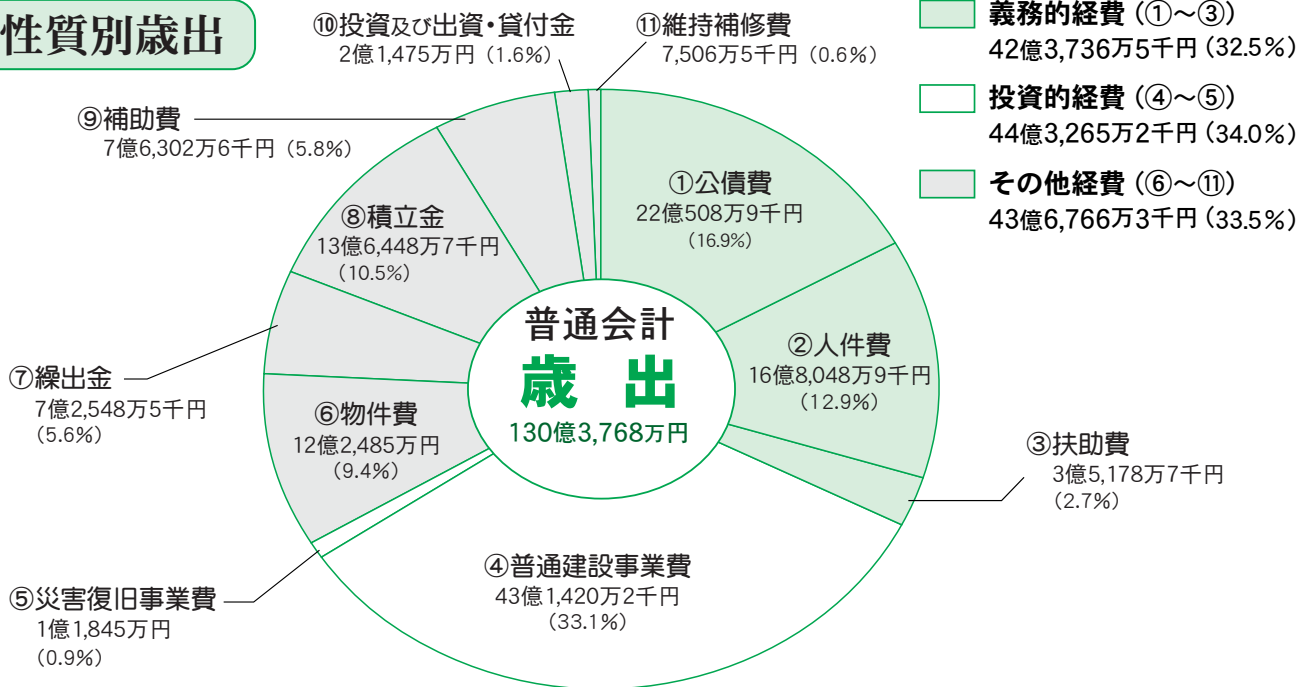 性質別歳出
⑩投資及び出資・貸付金
2億1,475万円（1.6%）
⑪維持補修費
7,506万5千円（0.6%）
義務的経費（①～③）
42億3,736万5千円（32.5%）
投資的経費（④～⑤）
44億3,265万2千円（34.0%）
その他経費（⑥～⑪）
43億6,766万3千円（33.5%）
⑨補助費
7億6,302万6千円（5.8%）
①公債費
22億508万9千円
（16.9%）
⑧積立金
13億6,448万7千円
（10.5%）
普通会計
歳 出
130億3,768万円
②人件費
16億8,048万9千円
（12.9%）
⑦繰出金
7億2,548万5千円
（5.6%）
⑥物件費
12億2,485万円
（9.4%）
③扶助費
3億5,178万7千円
（2.7%）
④普通建設事業費
43億1,420万2千円
（33.1%）
⑤災害復旧事業費
1億1,845万円
（0.9%）